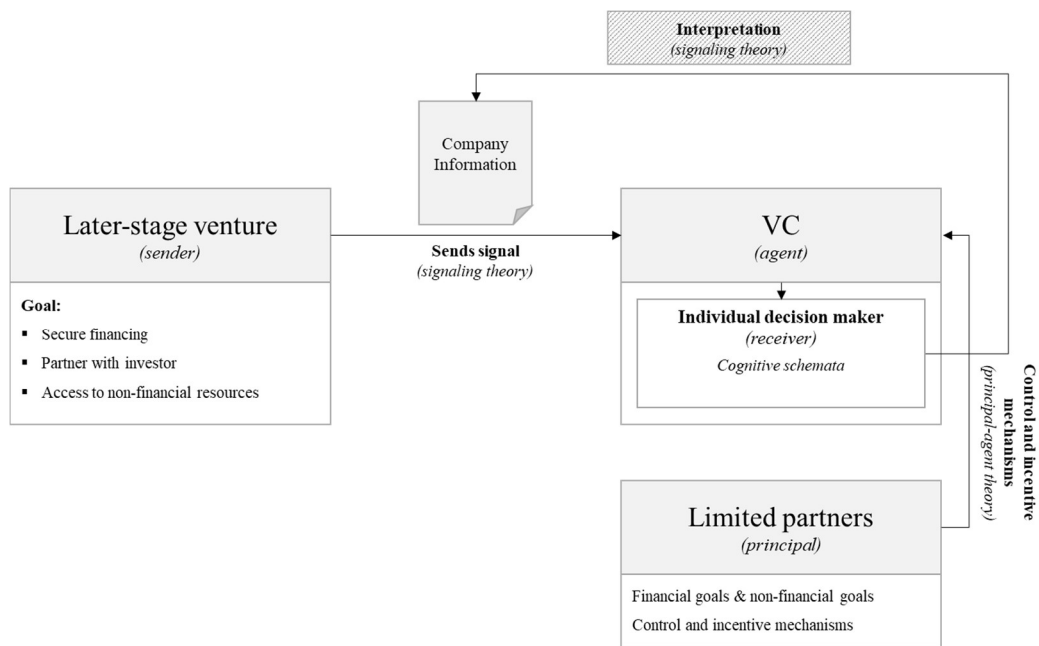 Interpretation
(signaling theory)
Company
Information
Later-stage venture
(sender)
Goal:
▪ Secure financing
▪ Partner with investor
▪ Access to non-financial resources
Sends signal
(signaling theory)
VC
(agent)
Individual decision maker
(receiver)
Cognitive schemata
Control and incentive
mechanisms
(principal-agent theory)
Limited partners
(principal)
Financial goals & non-financial goals
Control and incentive mechanisms